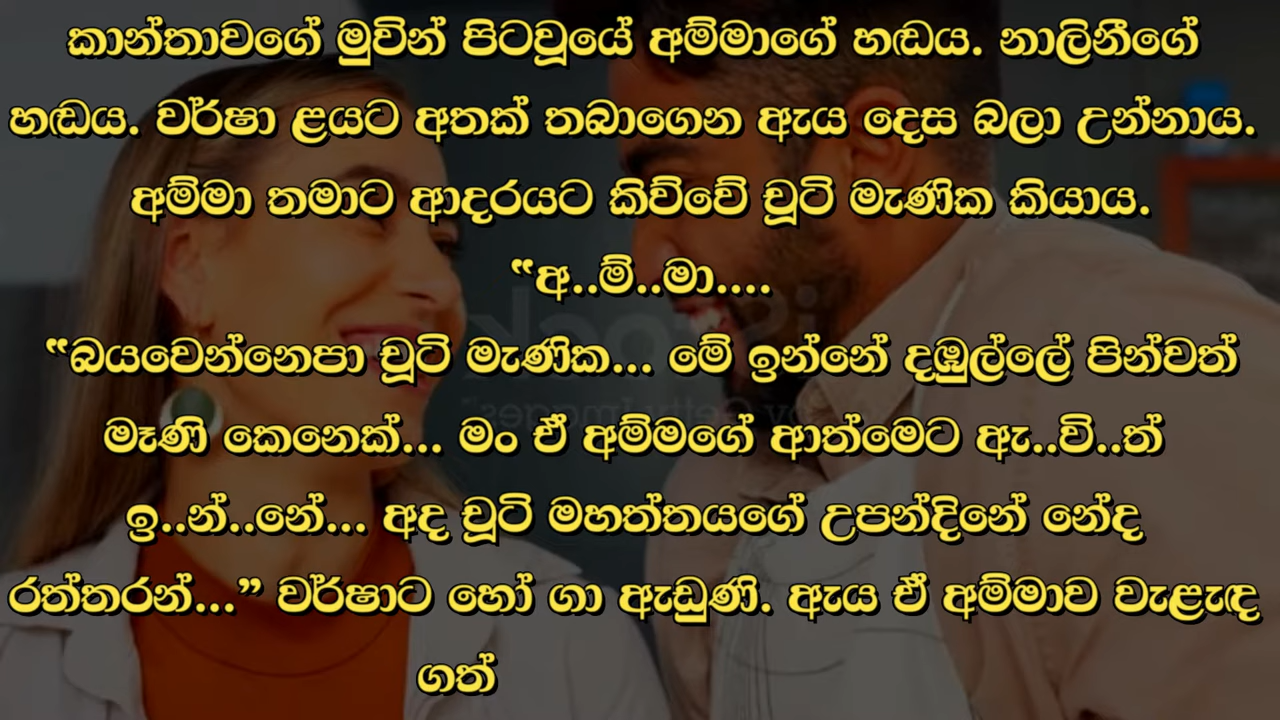 කාන්තාවගේ මුවින් පිටවූයේ අම්මාගේ හඬය. නාලිනීගේ
හඬය. වර්ෂා ළයට අතක් තබාගෙන ඇය දෙස බලා උන්නාය.
අම්මා තමාට ආදරයට කිව්වේ චූටි මැණික කියාය.
“අ..ම්..මා....
“බයවෙන්නෙපා චූටි මැණික... මේ ඉන්නේ දඹුල්ලේ පින්වත්
මෑණි කෙනෙක්... මං ඒ අම්මගේ ආත්මෙට ඇ..වි..ත්
ඉ..න්..නේ... අද චූටි මහත්තයගේ උපන්දිනේ නේද
රත්තරන්...” වර්ෂාට හෝ ගා ඇඩුණි. ඇය ඒ අම්මාව වැළැඳ
ගත්